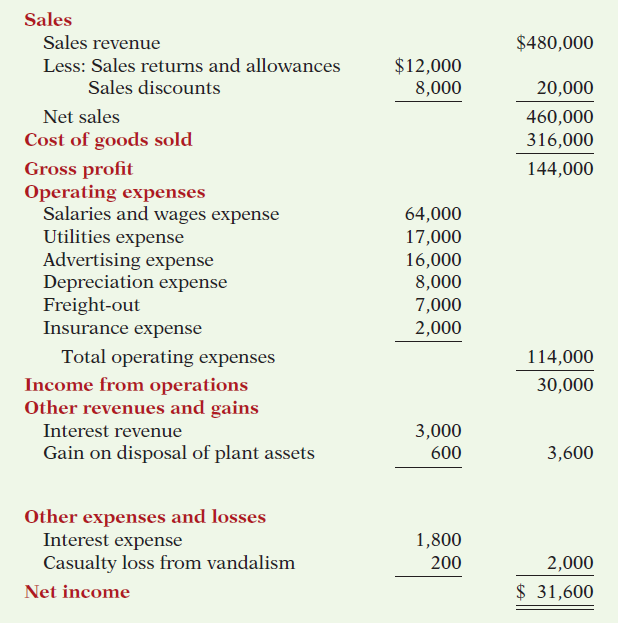 Sales
Sales revenue $480,000
Less: Sales returns and allowances $12,000
Sales discounts 8,000 20,000
Net sales 460,000
Cost of goods sold 316,000
Gross profit 144,000
Operating expenses
Salaries and wages expense 64,000
Utilities expense 17,000
Advertising expense 16,000
Depreciation expense 8,000
Freight-out 7,000
Insurance expense 2,000
Total operating expenses 114,000
Income from operations 30,000
Other revenues and gains
Interest revenue 3,000
Gain on disposal of plant assets 600 3,600
Other expenses and losses
Interest expense 1,800
Casualty loss from vandalism 200 2,000
Net income $ 31,600